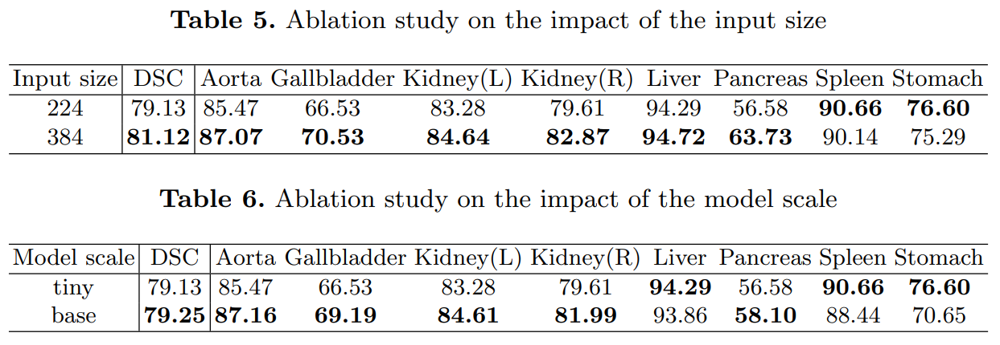 Table 5. Ablation study on the impact of the input size
Input size DSC Aorta Gallbladder Kidney(L) Kidney(R) Liver Pancreas Spleen Stomach
224 79.13 85.47 66.53 83.28 79.61 94.29 56.58 90.66 76.60
384 81.12 87.07 70.53 84.64 82.87 94.72 63.73 90.14 75.29
Table 6. Ablation study on the impact of the model scale
Model scale DSC Aorta Gallbladder Kidney(L) Kidney(R) Liver Pancreas Spleen Stomach
tiny 79.13 85.47 66.53 83.28 79.61 94.29 56.58 90.66 76.60
base 79.25 87.16 69.19 84.61 81.99 93.86 58.10 88.44 70.65